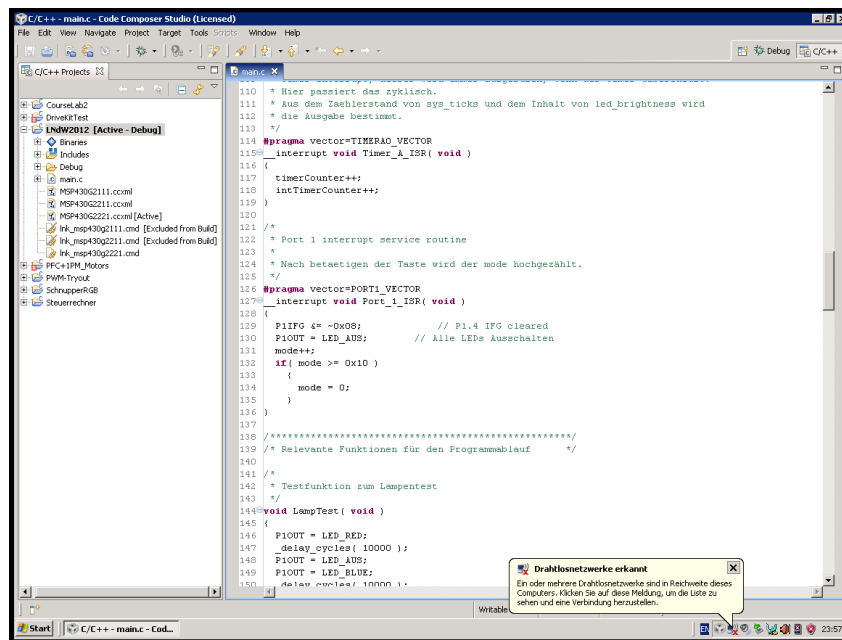 C/C++ - main.c - Code Composer Studio (Licensed)
File Edit View Navigate Project Target Tools Scripts Window Help
Debug C/C++
C/C++ Projects
main.c
CourseLab2
DriveKitTest
LNdW2012 [Active - Debug]
Binaries
Includes
Debug
main.c
MSP430G2111.ccxml
MSP430G2211.ccxml
MSP430G2221.ccxml [Active]
lnk_msp430g2111.cmd [Excluded from Build]
lnk_msp430g2211.cmd [Excluded from Build]
lnk_msp430g2221.cmd
PFC+1PM_Motors
PWM-Tryout
SchnupperRGB
Steuerrechner
110 * Hier passiert das zyklisch.
111 * Aus dem Zaehlerstand von sys_ticks und dem Inhalt von led_brightness wird
112 * die Ausgabe bestimmt.
113 */
114 #pragma vector=TIMERA0_VECTOR
115 __interrupt void Timer_A_ISR( void )
116 {
117 timerCounter++;
118 intTimerCounter++;
119 }
120
121 /*
122 * Port 1 interrupt service routine
123 *
124 * Nach betaetigen der Taste wird der mode hochgezählt.
125 */
126 #pragma vector=PORT1_VECTOR
127 __interrupt void Port_1_ISR( void )
128 {
129 P1IFG &= ~0x08; // P1.4 IFG cleared
130 P1OUT = LED_AUS; // Alle LEDs Ausschalten
131 mode++;
132 if( mode >= 0x10 )
133 {
134 mode = 0;
135 }
136 }
137
138 /****************************************************/
139 /* Relevante Funktionen für den Programmablauf */
140
141 /*
142 * Testfunktion zum Lampentest
143 */
144 void LampTest( void )
145 {
146 P1OUT = LED_RED;
147 _delay_cycles( 10000 );
148 P1OUT = LED_AUS;
149 P1OUT = LED_BLUE;
150 _delay_cycles( 10000 );
Drahtlosnetzwerke erkannt
Ein oder mehrere Drahtlosnetzwerke sind in Reichweite dieses
Computers. Klicken Sie auf diese Meldung, um die Liste zu
sehen und eine Verbindung herzustellen.
Writable
Start C/C++ - main.c - Cod... EN 23:57